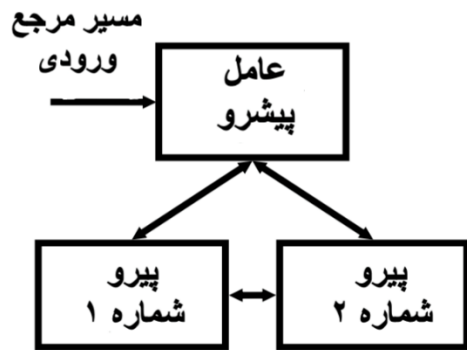 مسیر مرجع
ورودی
عامل
پیشرو
پیرو
شماره ۱
پیرو
شماره ۲